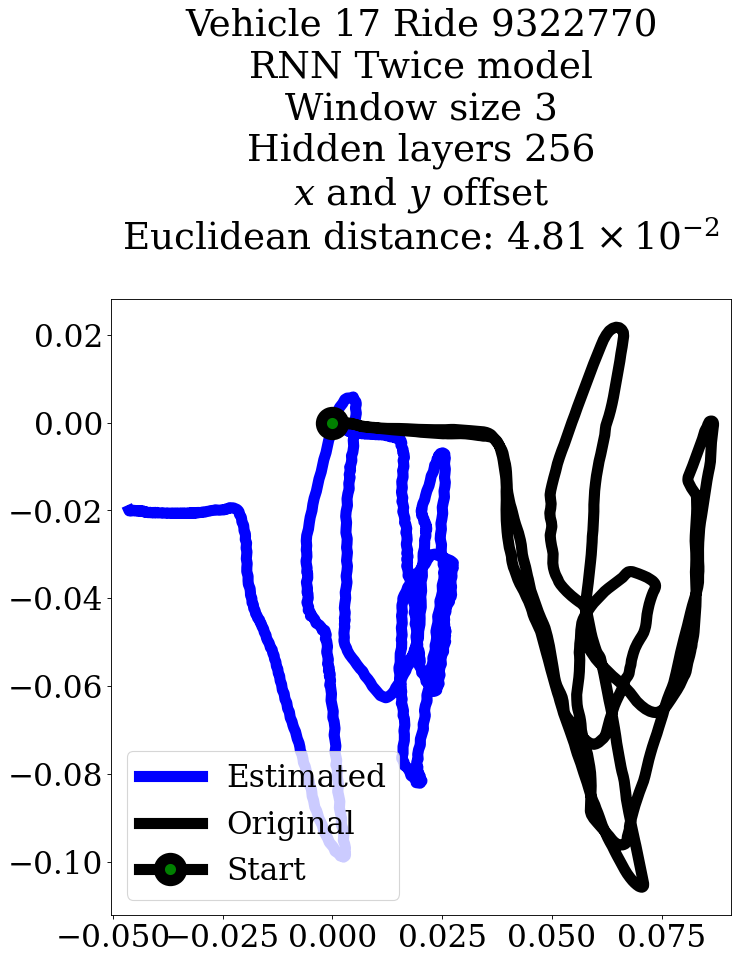 Vehicle 17 Ride 9322770
RNN Twice model
Window size 3
Hidden layers 256
x and y offset
Euclidean distance: 4.81 × 10⁻²
0.02
0.00
−0.02
−0.04
−0.06
−0.08
−0.10
Estimated
Original
Start
−0.050 −0.025 0.000 0.025 0.050 0.075